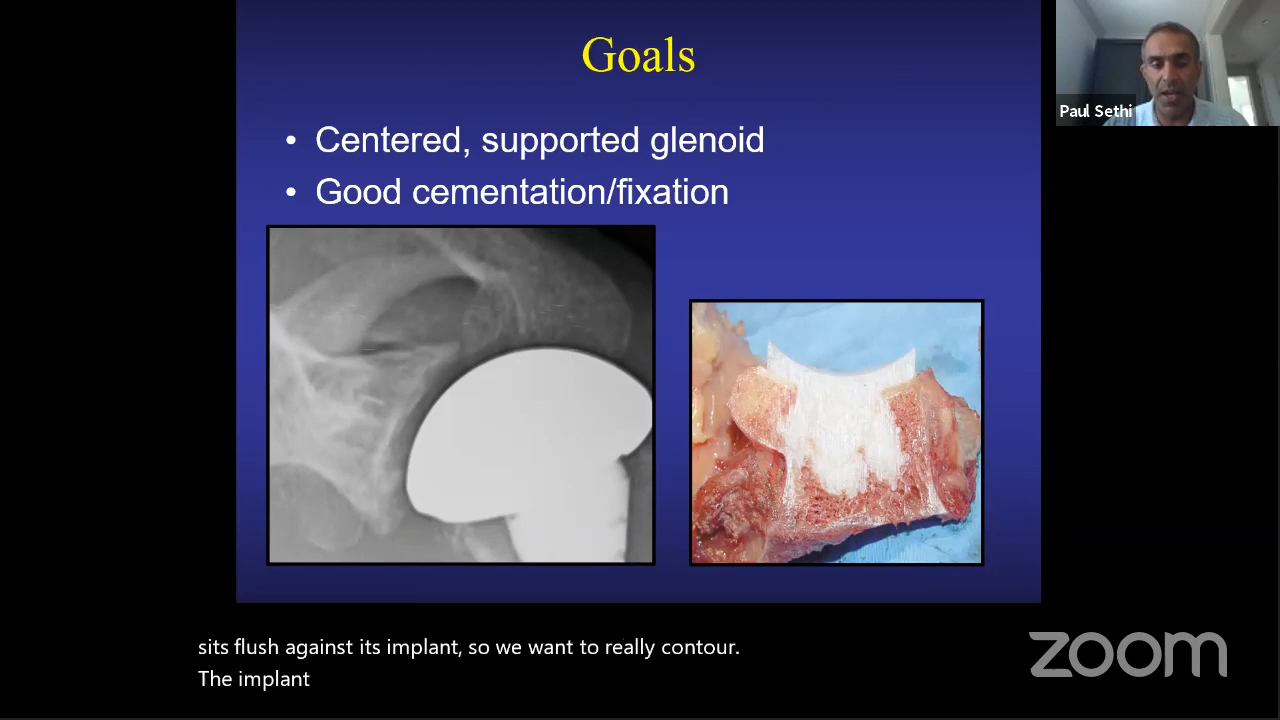 Goals
• Centered, supported glenoid
• Good cementation/fixation
Paul Sethi
sits flush against its implant, so we want to really contour.
The implant
zoom